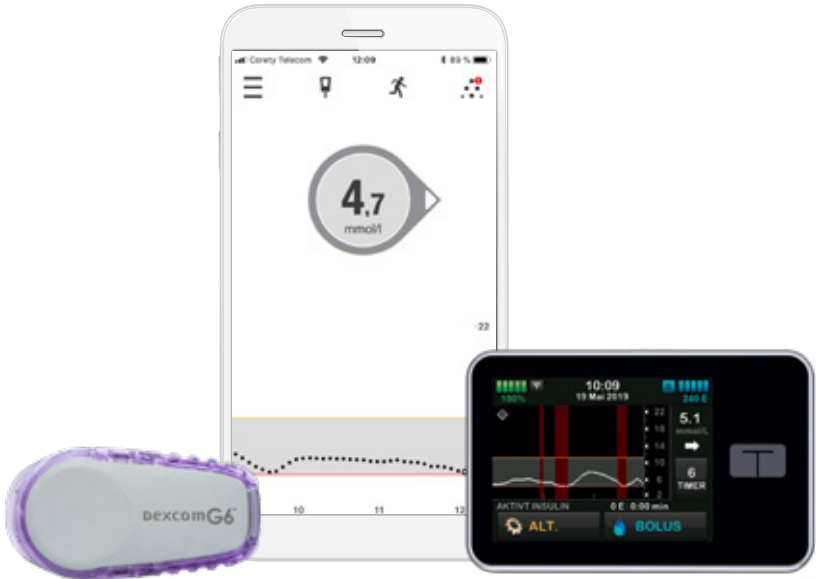 Corety Telecom
12:09
89 %
4,7
mmol/l
22
10
11
12
DEXCOM G6
100%
10:09
19 Mai 2019
240 E
22
18
14
10
6
2
5.1
mmol/L
6
TIMER
AKTIVT INSULIN
0 E 0:00 min
ALT.
BOLUS